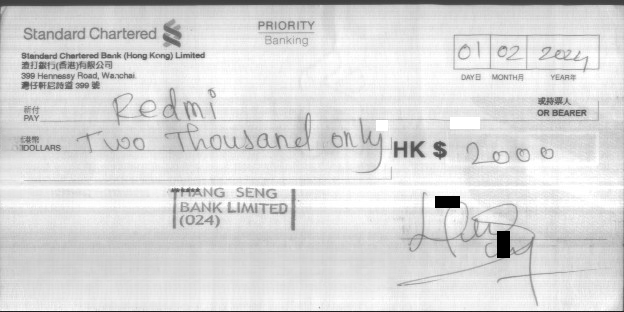 Standard Chartered
PRIORITY
Banking
Standard Chartered Bank (Hong Kong) Limited
渣打銀行(香港)有限公司
399 Hennessy Road, Wanchai
灣仔軒尼詩道 399 號
01 02 2024
DAY日 MONTH月 YEAR年
祈付
PAY Redmi
或持票人
OR BEARER
港幣
DOLLARS Two Thousand only
HK $ 2000
HANG SENG
BANK LIMITED
(024)